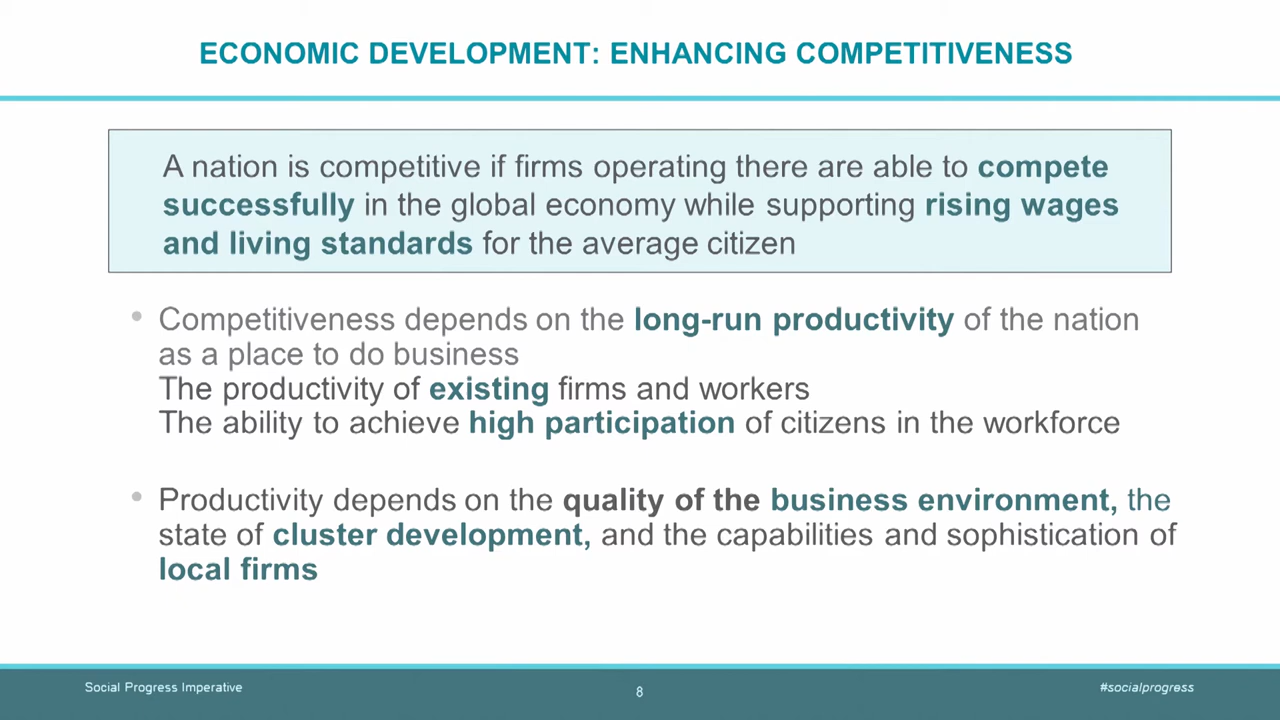 ECONOMIC DEVELOPMENT: ENHANCING COMPETITIVENESS
A nation is competitive if firms operating there are able to compete
successfully in the global economy while supporting rising wages
and living standards for the average citizen
• Competitiveness depends on the long-run productivity of the nation
as a place to do business
The productivity of existing firms and workers
The ability to achieve high participation of citizens in the workforce
• Productivity depends on the quality of the business environment, the
state of cluster development, and the capabilities and sophistication of
local firms
Social Progress Imperative
8
#socialprogress